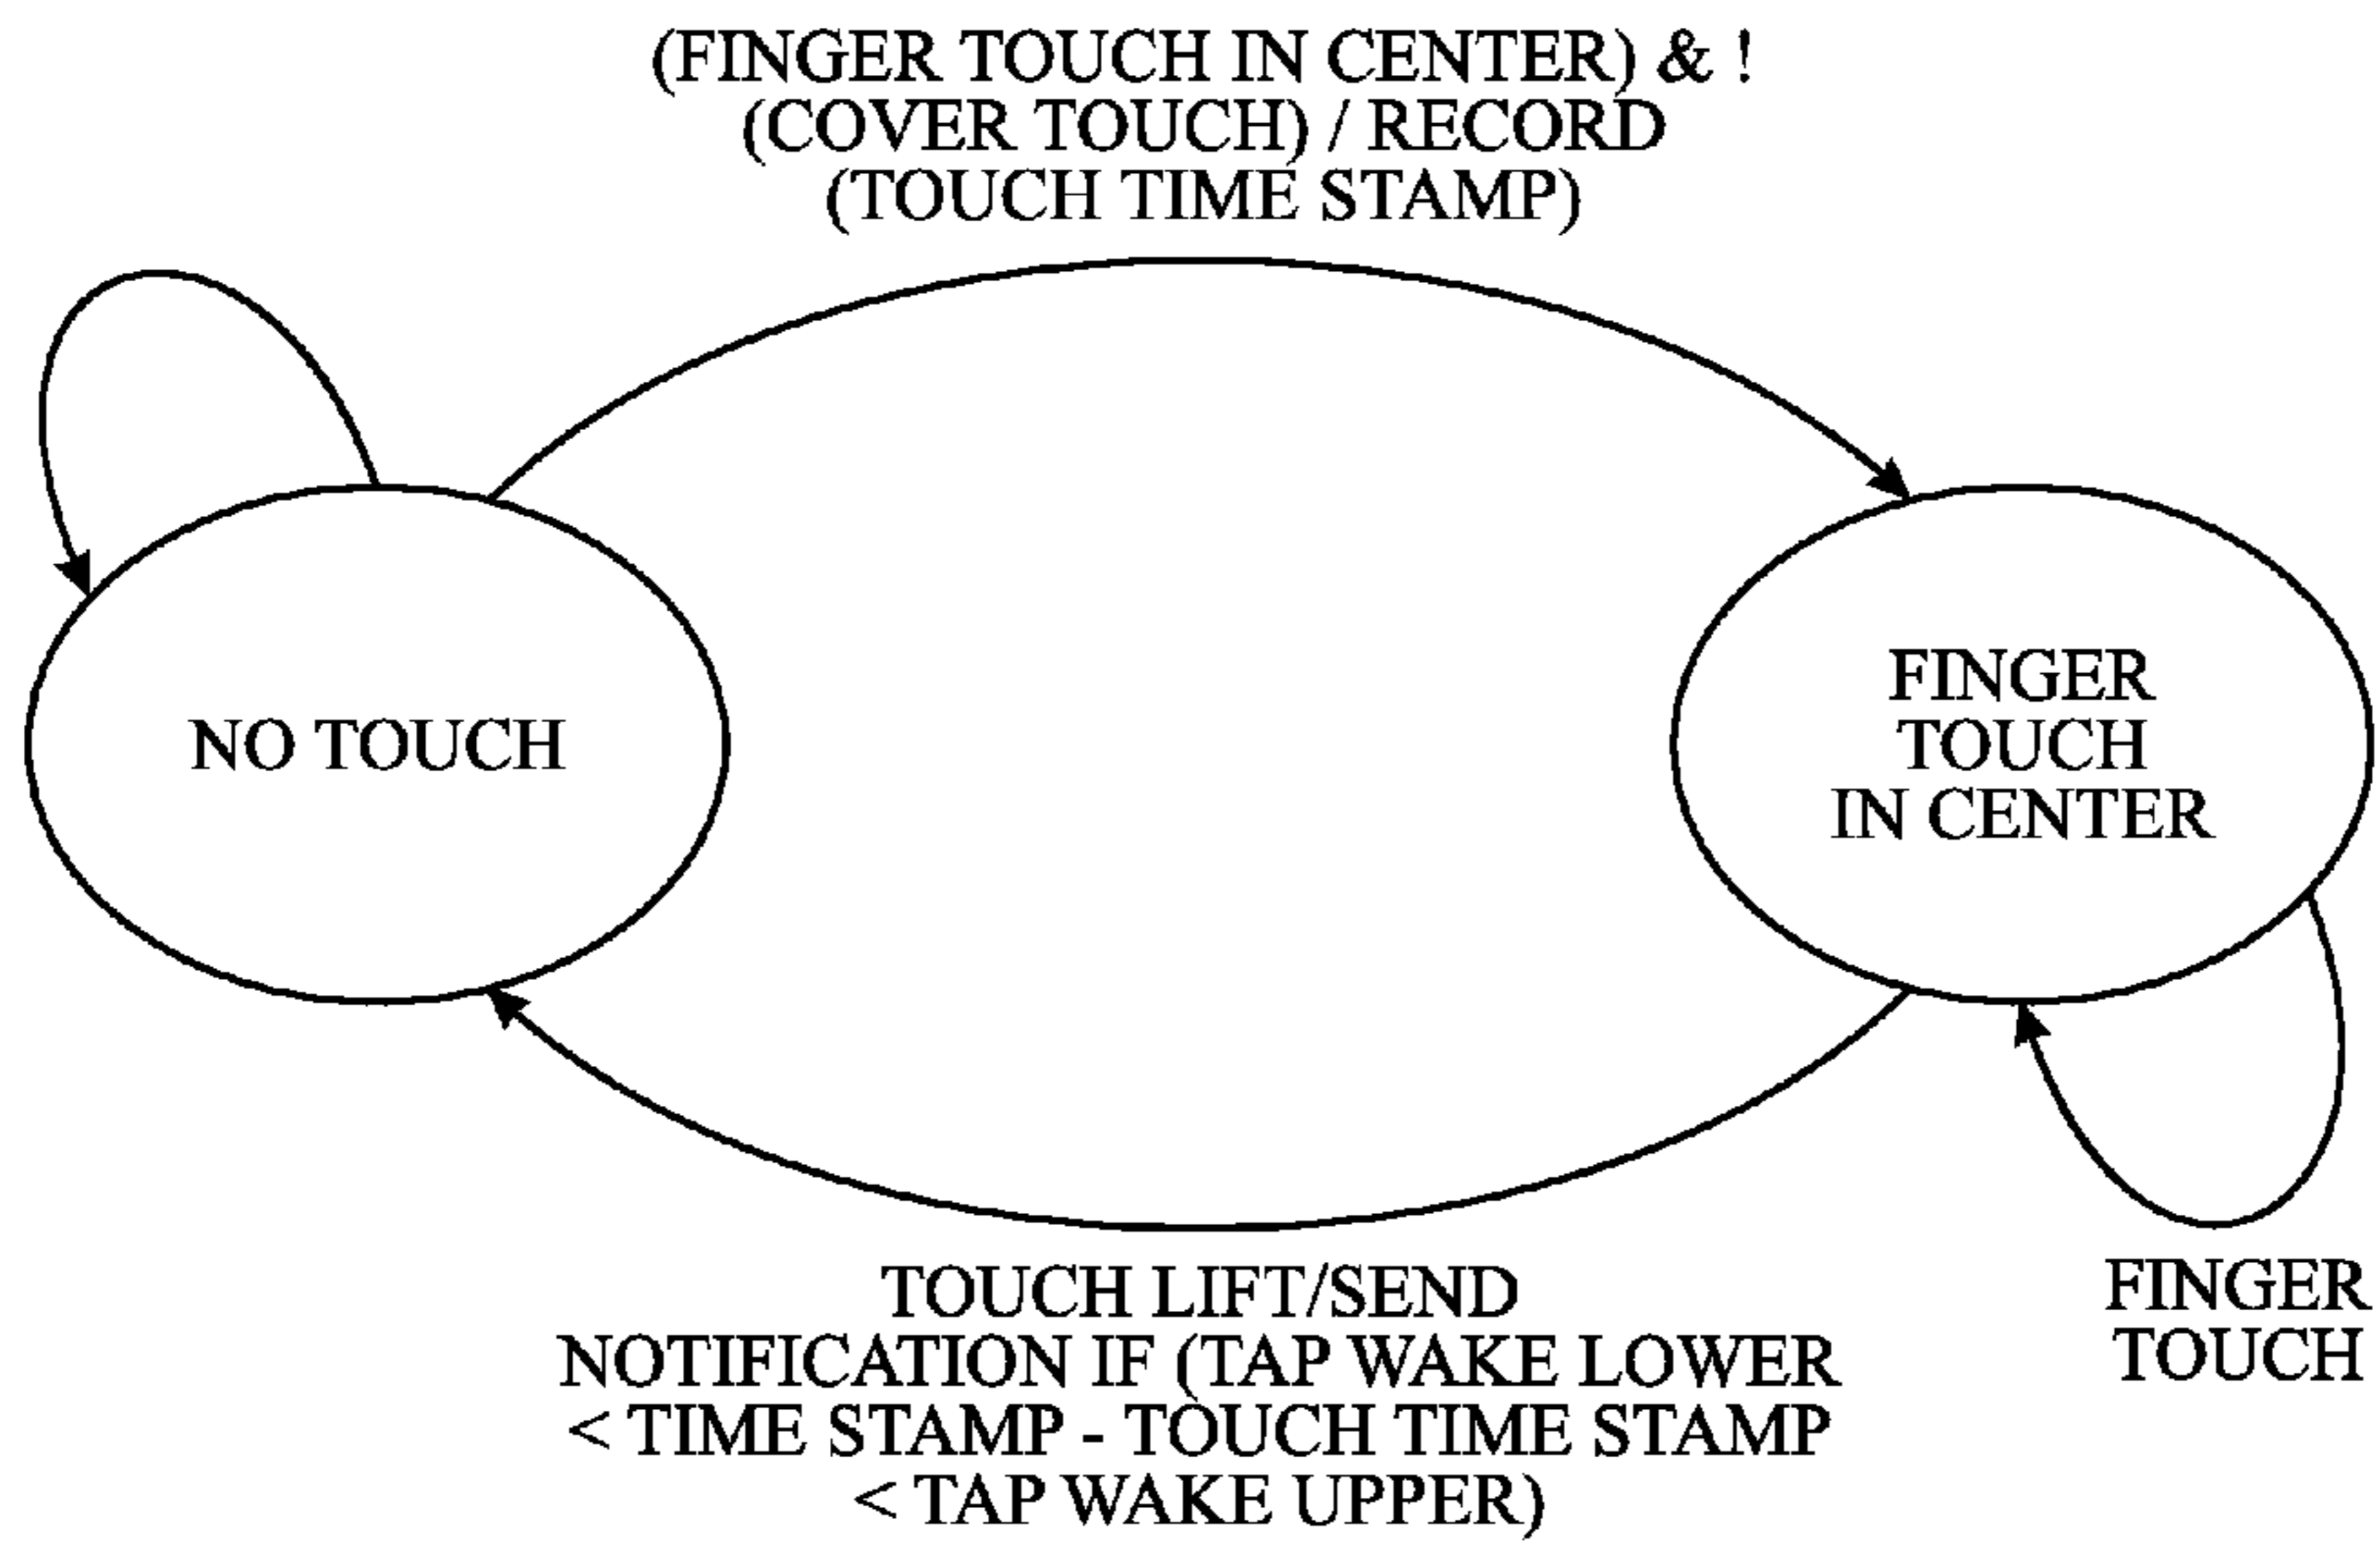 (FINGER TOUCH IN CENTER) & !
(COVER TOUCH) / RECORD
(TOUCH TIME STAMP)
NO TOUCH
FINGER
TOUCH
IN CENTER
TOUCH LIFT/SEND
NOTIFICATION IF (TAP WAKE LOWER
< TIME STAMP - TOUCH TIME STAMP
< TAP WAKE UPPER)
FINGER
TOUCH